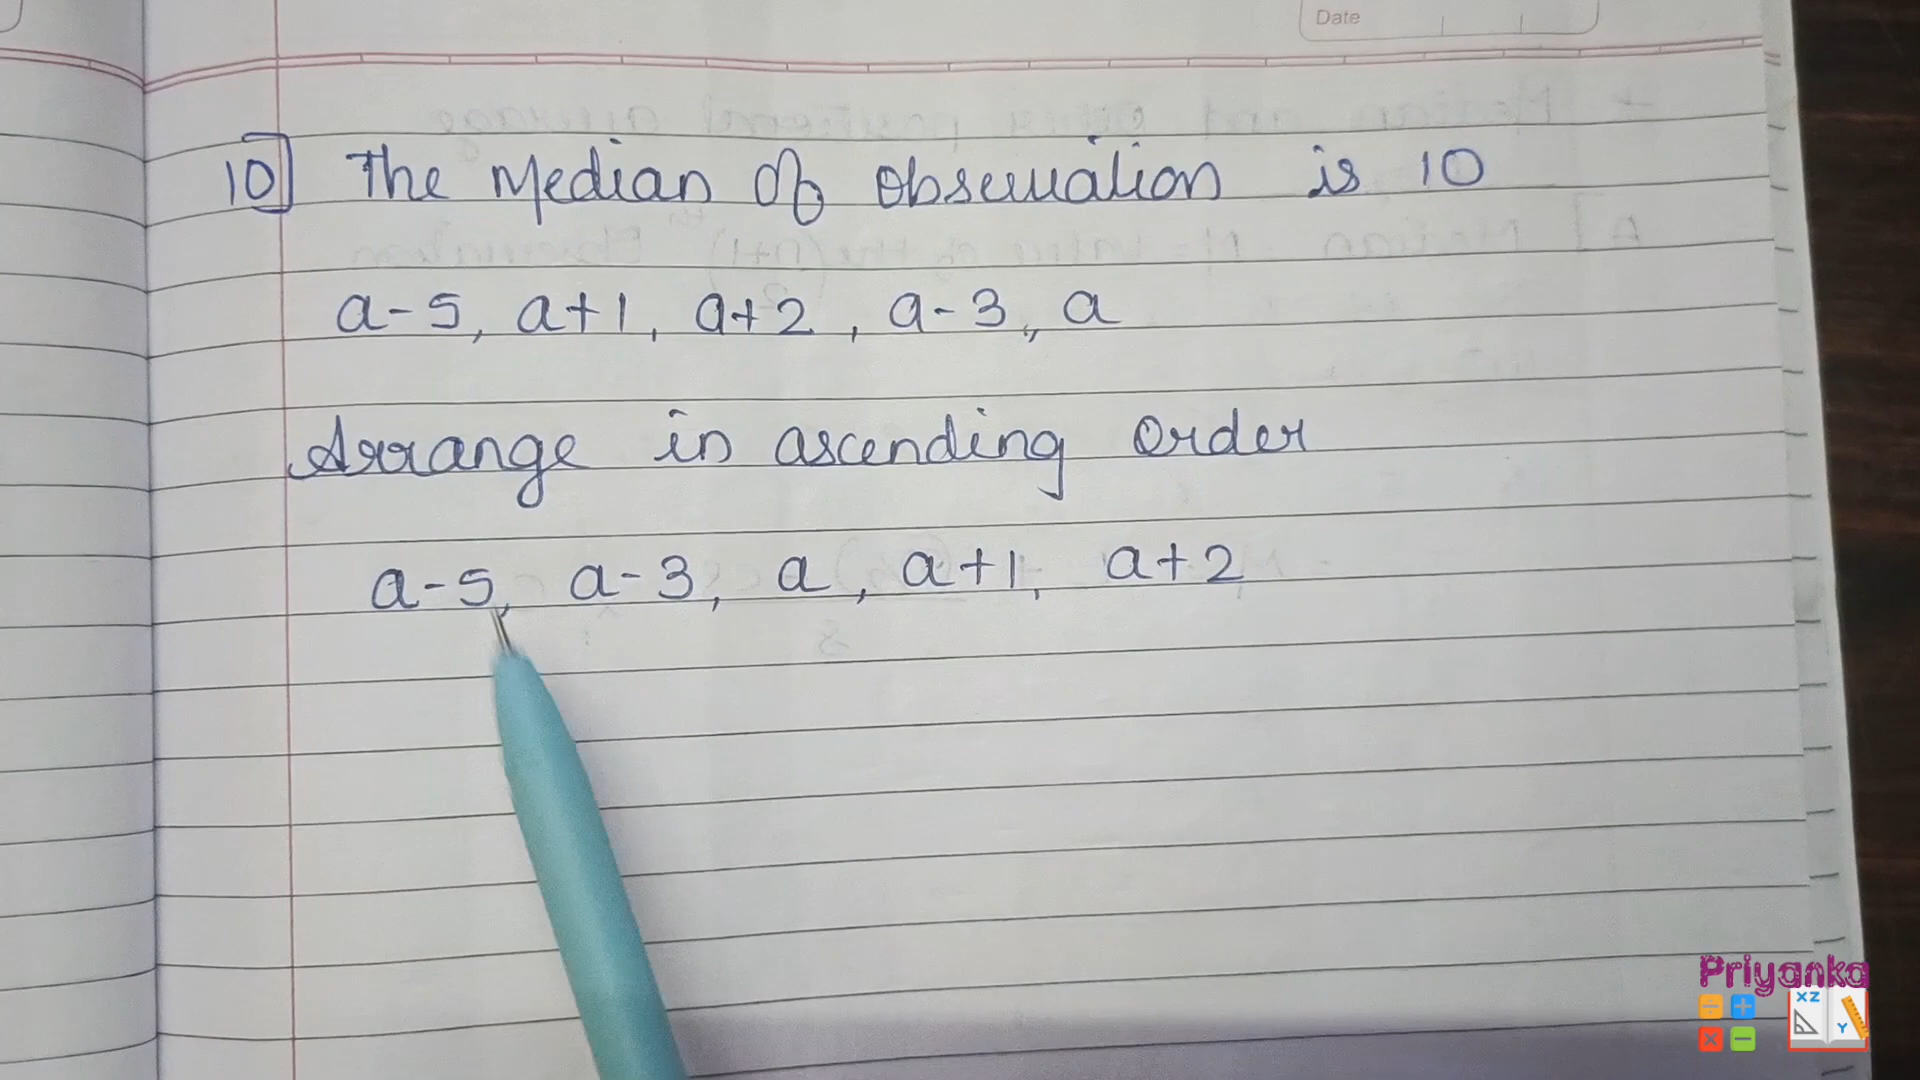 Date
10] The Median Of Observation is 10
a-5, a+1, a+2, a-3, a
Arrange in ascending Order
a-5, a-3, a, a+1, a+2
Priyanka
XZ
Y